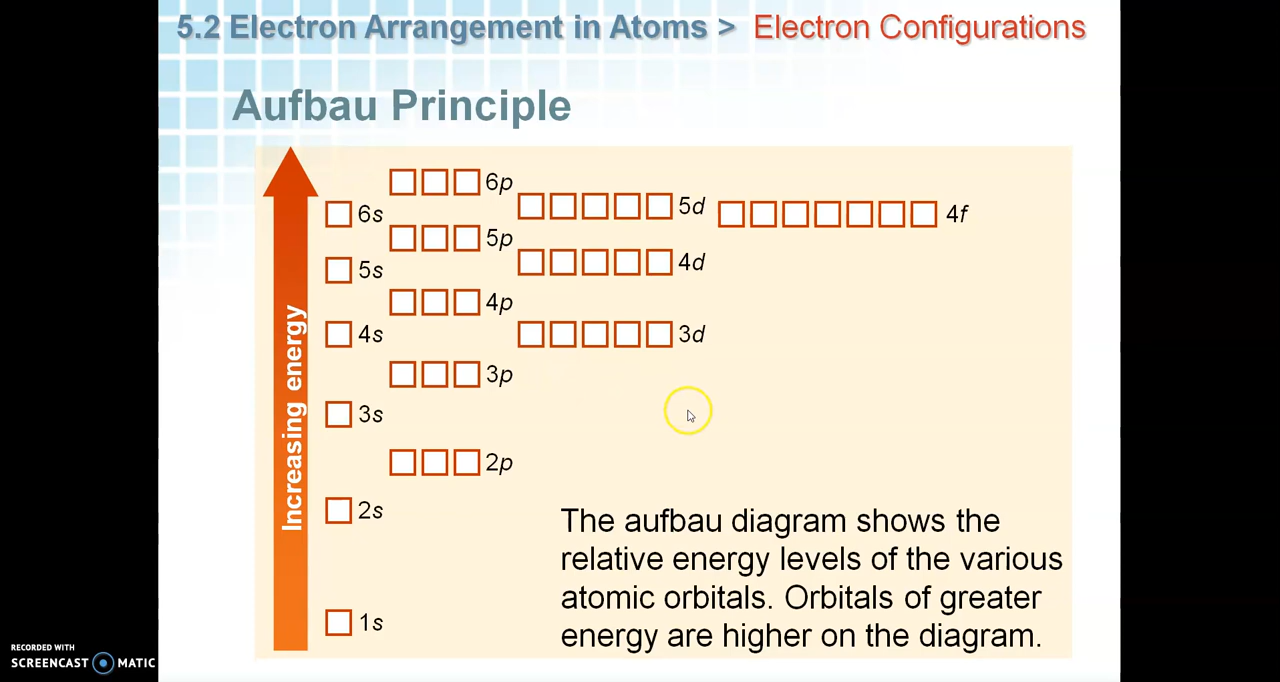 5.2 Electron Arrangement in Atoms > Electron Configurations
Aufbau Principle
Increasing energy
6p
5d
6s
4f
5p
4d
5s
4p
4s
3d
3p
3s
2p
2s
1s
The aufbau diagram shows the
relative energy levels of the various
atomic orbitals. Orbitals of greater
energy are higher on the diagram.
RECORDED WITH
SCREENCAST MATIC